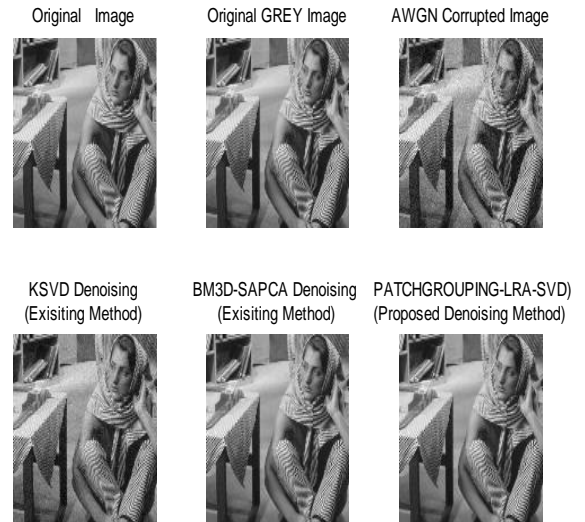 Original Image
Original GREY Image
AWGN Corrupted Image
KSVD Denoising
(Exisiting Method)
BM3D-SAPCA Denoising
(Exisiting Method)
PATCHGROUPING-LRA-SVD)
(Proposed Denoising Method)